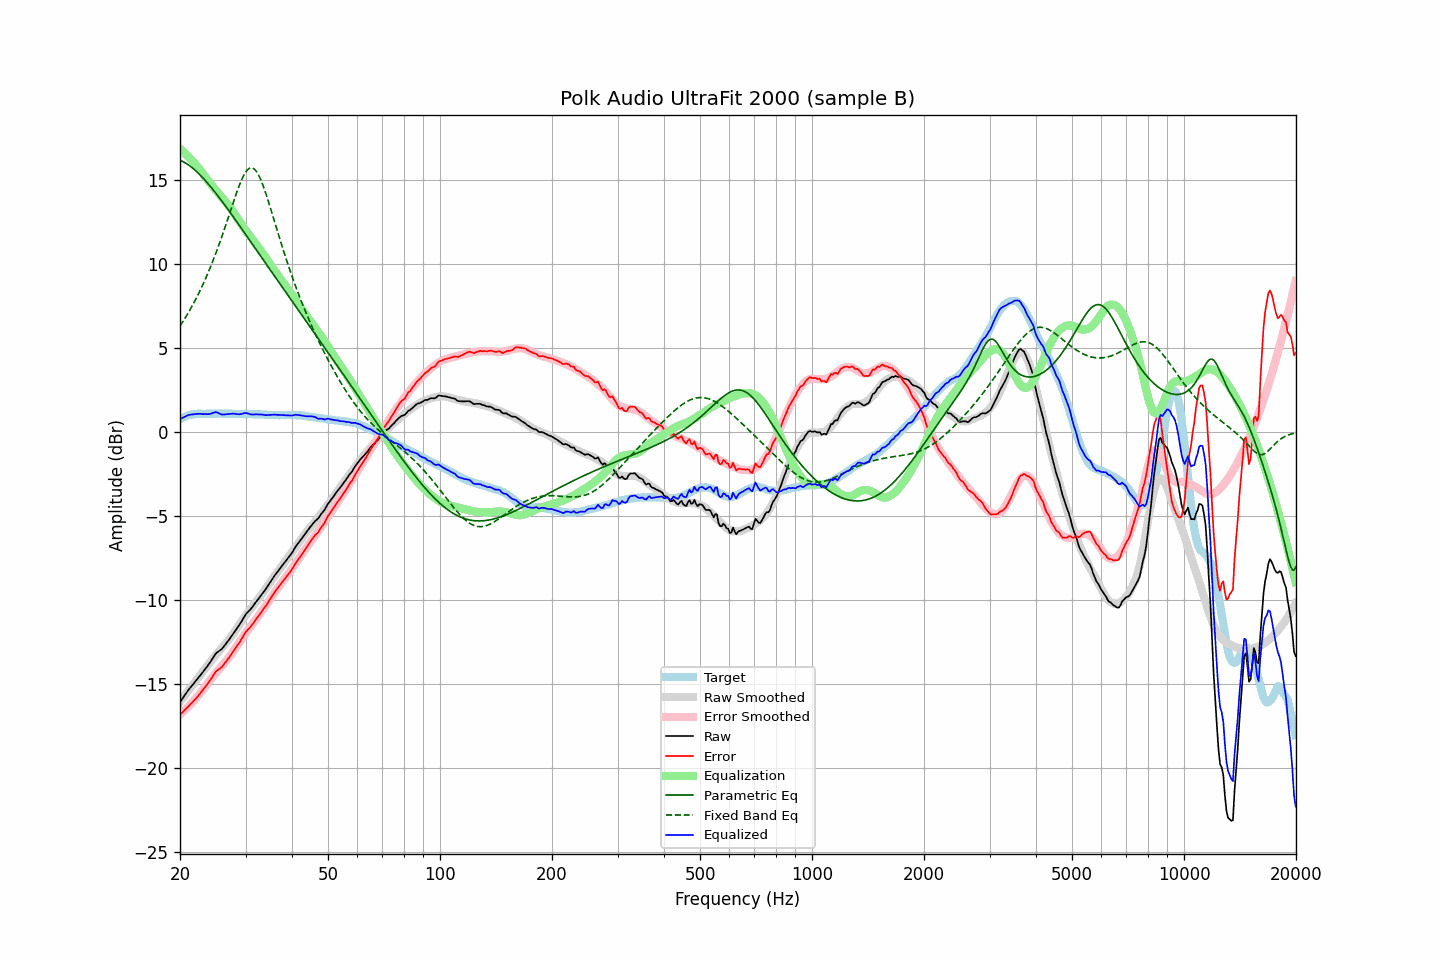 Polk Audio UltraFit 2000 (sample B)
Amplitude (dBr)
15
10
5
0
−5
−10
−15
−20
−25
Target
Raw Smoothed
Error Smoothed
Raw
Error
Equalization
Parametric Eq
Fixed Band Eq
Equalized
20 50 100 200 500 1000 2000 5000 10000 20000
Frequency (Hz)